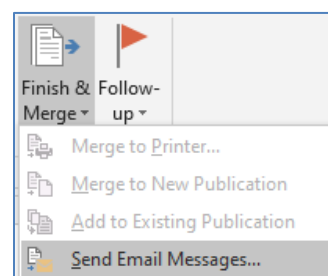 Finish & Follow-
Merge up
Merge to Printer...
Merge to New Publication
Add to Existing Publication
Send Email Messages...